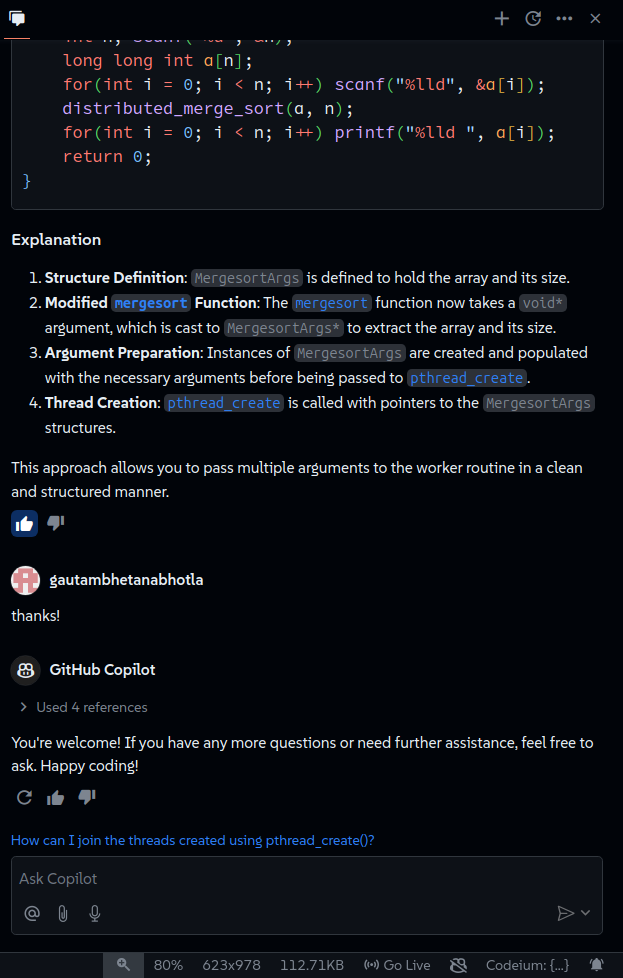 long long int a[n];
for(int i = 0; i < n; i++) scanf("%lld", &a[i]);
distributed_merge_sort(a, n);
for(int i = 0; i < n; i++) printf("%lld ", a[i]);
return 0;
}
Explanation
1. Structure Definition: MergesortArgs is defined to hold the array and its size.
2. Modified mergesort Function: The mergesort function now takes a void*
argument, which is cast to MergesortArgs* to extract the array and its size.
3. Argument Preparation: Instances of MergesortArgs are created and populated
with the necessary arguments before being passed to pthread_create.
4. Thread Creation: pthread_create is called with pointers to the MergesortArgs
structures.
This approach allows you to pass multiple arguments to the worker routine in a clean
and structured manner.
gautambhetanabhotla
thanks!
GitHub Copilot
Used 4 references
You're welcome! If you have any more questions or need further assistance, feel free to
ask. Happy coding!
How can I join the threads created using pthread_create()?
Ask Copilot
80% 623x978 112.71KB Go Live Codeium: {...}